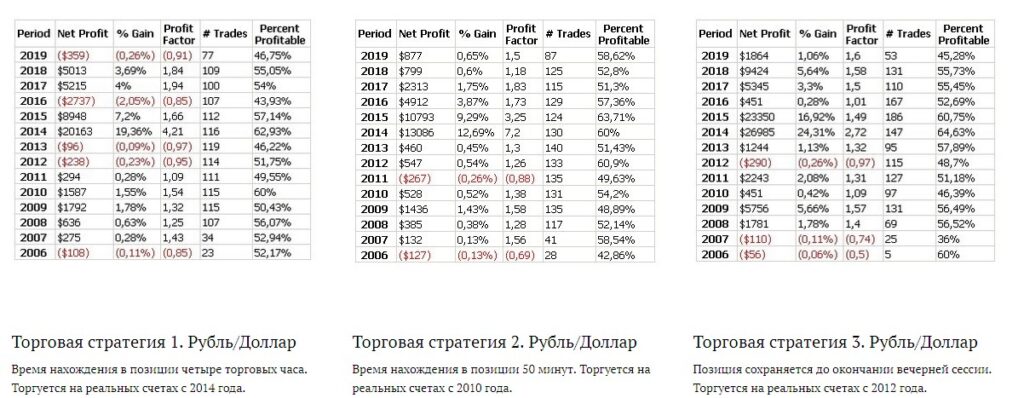 Period Net Profit % Gain Profit Factor # Trades Percent Profitable
2019 ($359) (0,26%) (0,91) 77 46,75%
2018 $5013 3,69% 1,84 109 55,05%
2017 $5215 4% 1,94 100 54%
2016 ($2737) (2,05%) (0,85) 107 43,93%
2015 $8948 7,2% 1,66 112 57,14%
2014 $20163 19,36% 4,21 116 62,93%
2013 ($96) (0,09%) (0,97) 119 46,22%
2012 ($238) (0,23%) (0,95) 114 51,75%
2011 $294 0,28% 1,09 111 49,55%
2010 $1587 1,55% 1,54 115 60%
2009 $1792 1,78% 1,32 115 50,43%
2008 $636 0,63% 1,25 107 56,07%
2007 $275 0,28% 1,43 34 52,94%
2006 ($108) (0,11%) (0,85) 23 52,17%
Торговая стратегия 1. Рубль/Доллар
Время нахождения в позиции четыре торговых часа.
Торгуется на реальных счетах с 2014 года.
Period Net Profit % Gain Profit Factor # Trades Percent Profitable
2019 $877 0,65% 1,5 87 58,62%
2018 $799 0,6% 1,18 125 52,8%
2017 $2313 1,75% 1,83 115 51,3%
2016 $4912 3,87% 1,73 129 57,36%
2015 $10793 9,29% 3,25 124 63,71%
2014 $13086 12,69% 7,2 130 60%
2013 $460 0,45% 1,3 140 51,43%
2012 $547 0,54% 1,26 133 60,9%
2011 ($267) (0,26%) (0,88) 135 49,63%
2010 $528 0,52% 1,38 131 54,2%
2009 $1436 1,43% 1,58 135 48,89%
2008 $385 0,38% 1,28 117 52,14%
2007 $132 0,13% 1,56 41 58,54%
2006 ($127) (0,13%) (0,69) 28 42,86%
Торговая стратегия 2. Рубль/Доллар
Время нахождения в позиции 50 минут. Торгуется на
реальных счетах с 2010 года.
Period Net Profit % Gain Profit Factor # Trades Percent Profitable
2019 $1864 1,06% 1,6 53 45,28%
2018 $9424 5,64% 1,58 131 55,73%
2017 $5345 3,3% 1,5 110 55,45%
2016 $451 0,28% 1,01 167 52,69%
2015 $23350 16,92% 1,49 186 60,75%
2014 $26985 24,31% 2,72 147 64,63%
2013 $1244 1,13% 1,32 95 57,89%
2012 ($290) (0,26%) (0,97) 115 48,7%
2011 $2243 2,08% 1,31 127 51,18%
2010 $451 0,42% 1,09 97 46,39%
2009 $5756 5,66% 1,57 131 56,49%
2008 $1781 1,78% 1,4 69 56,52%
2007 ($110) (0,11%) (0,74) 25 36%
2006 ($56) (0,06%) (0,5) 5 60%
Торговая стратегия 3. Рубль/Доллар
Позиция сохраняется до окончании вечерней сессии.
Торгуется на реальных счетах с 2012 года.